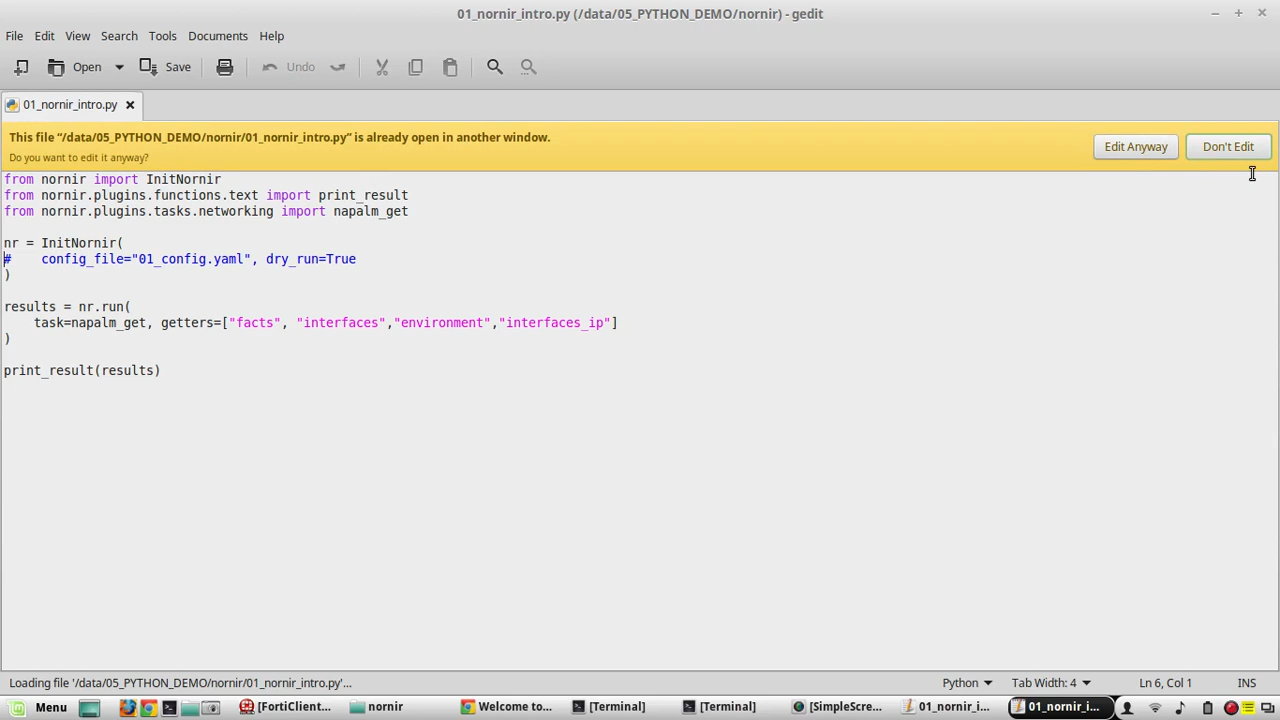 01_nornir_intro.py (/data/05_PYTHON_DEMO/nornir) - gedit
File Edit View Search Tools Documents Help
Open Save Undo
01_nornir_intro.py
This file “/data/05_PYTHON_DEMO/nornir/01_nornir_intro.py” is already open in another window.
Do you want to edit it anyway?
Edit Anyway Don't Edit
from nornir import InitNornir
from nornir.plugins.functions.text import print_result
from nornir.plugins.tasks.networking import napalm_get
nr = InitNornir(
#    config_file="01_config.yaml", dry_run=True
)
results = nr.run(
    task=napalm_get, getters=["facts", "interfaces","environment","interfaces_ip"]
)
print_result(results)
Loading file '/data/05_PYTHON_DEMO/nornir/01_nornir_intro.py'... Python Tab Width: 4 Ln 6, Col 1 INS
Menu [FortiClient... nornir Welcome to... [Terminal] [Terminal] [SimpleScre... 01_nornir_i... 01_nornir_i...